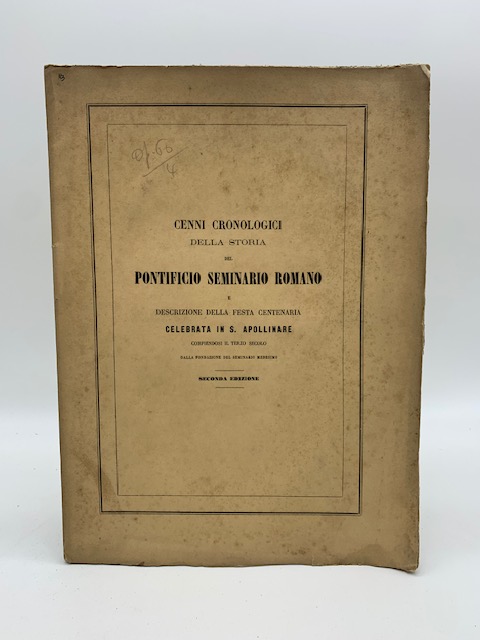 CENNI CRONOLOGICI
DELLA STORIA
DEL
PONTIFICIO SEMINARIO ROMANO
E
DESCRIZIONE DELLA FESTA CENTENARIA
CELEBRATA IN S. APOLLINARE
COMPIENDOSI IL TERZO SECOLO
DALLA FONDAZIONE DEL SEMINARIO MEDESIMO
SECONDA EDIZIONE